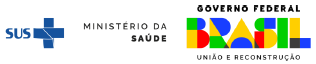 SUS
MINISTÉRIO DA
SAÚDE
GOVERNO FEDERAL
BRASIL
UNIÃO E RECONSTRUÇÃO